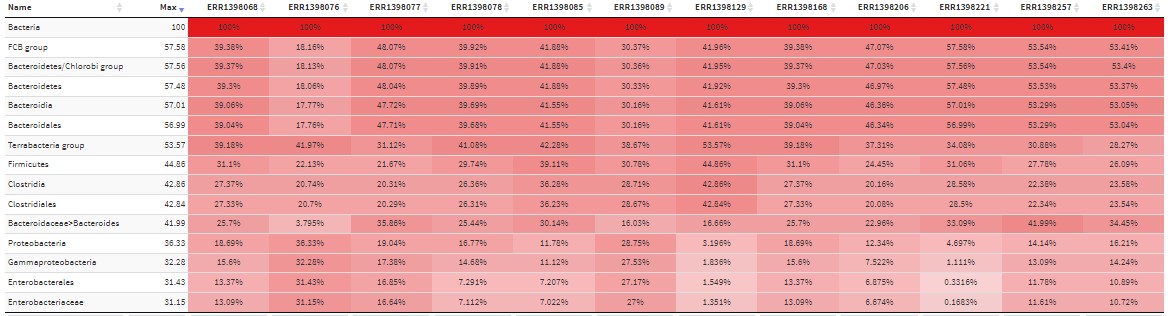 Name Max ERR1398068 ERR1398076 ERR1398077 ERR1398078 ERR1398085 ERR1398089 ERR1398129 ERR1398168 ERR1398206 ERR1398221 ERR1398257 ERR1398263
Bacteria 100 100% 100% 100% 100% 100% 100% 100% 100% 100% 100% 100% 100%
FCB group 57.58 39.38% 18.16% 48.07% 39.92% 41.88% 30.37% 41.96% 39.38% 47.07% 57.58% 53.54% 53.41%
Bacteroidetes/Chlorobi group 57.56 39.37% 18.13% 48.07% 39.91% 41.88% 30.36% 41.95% 39.37% 47.03% 57.56% 53.54% 53.4%
Bacteroidetes 57.48 39.3% 18.06% 48.04% 39.89% 41.88% 30.33% 41.92% 39.3% 46.97% 57.48% 53.53% 53.37%
Bacteroidia 57.01 39.06% 17.77% 47.72% 39.69% 41.55% 30.16% 41.61% 39.06% 46.36% 57.01% 53.29% 53.05%
Bacteroidales 56.99 39.04% 17.76% 47.71% 39.68% 41.55% 30.16% 41.61% 39.04% 46.34% 56.99% 53.29% 53.04%
Terrabacteria group 53.57 39.18% 41.97% 31.12% 41.08% 42.28% 38.67% 53.57% 39.18% 37.31% 34.08% 30.88% 28.27%
Firmicutes 44.86 31.1% 22.13% 21.67% 29.74% 39.11% 30.78% 44.86% 31.1% 24.45% 31.06% 27.78% 26.09%
Clostridia 42.86 27.37% 20.74% 20.31% 26.36% 36.28% 28.71% 42.86% 27.37% 20.16% 28.58% 22.38% 23.58%
Clostridiales 42.84 27.33% 20.7% 20.29% 26.31% 36.23% 28.67% 42.84% 27.33% 20.08% 28.5% 22.34% 23.54%
Bacteroidaceae>Bacteroides 41.99 25.7% 3.795% 35.86% 25.44% 30.14% 16.03% 16.66% 25.7% 22.96% 33.09% 41.99% 34.45%
Proteobacteria 36.33 18.69% 36.33% 19.04% 16.77% 11.78% 28.75% 3.196% 18.69% 12.34% 4.697% 14.14% 16.21%
Gammaproteobacteria 32.28 15.6% 32.28% 17.38% 14.68% 11.12% 27.53% 1.836% 15.6% 7.522% 1.111% 13.09% 14.24%
Enterobacterales 31.43 13.37% 31.43% 16.85% 7.291% 7.207% 27.17% 1.549% 13.37% 6.875% 0.3316% 11.78% 10.89%
Enterobacteriaceae 31.15 13.09% 31.15% 16.64% 7.112% 7.022% 27% 1.351% 13.09% 6.674% 0.1683% 11.61% 10.72%